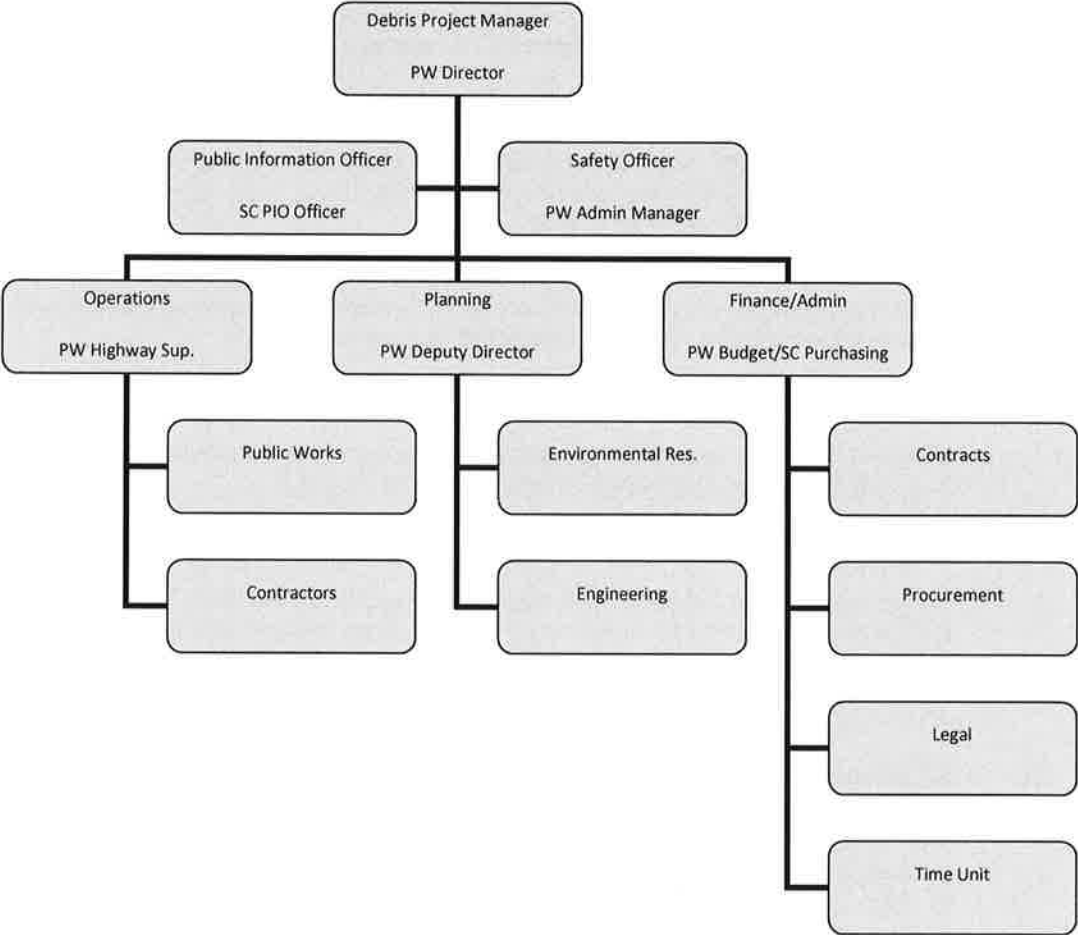 Debris Project Manager
PW Director
Public Information Officer
SC PIO Officer
Safety Officer
PW Admin Manager
Operations
PW Highway Sup.
Planning
PW Deputy Director
Finance/Admin
PW Budget/SC Purchasing
Public Works
Environmental Res.
Contracts
Contractors
Engineering
Procurement
Legal
Time Unit